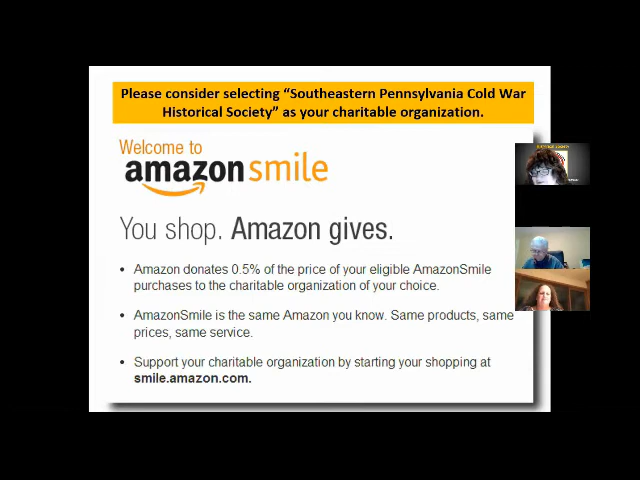 Please consider selecting “Southeastern Pennsylvania Cold War
Historical Society” as your charitable organization.
Welcome to
amazonsmile
You shop. Amazon gives.
• Amazon donates 0.5% of the price of your eligible AmazonSmile
purchases to the charitable organization of your choice.
• AmazonSmile is the same Amazon you know. Same products, same
prices, same service.
• Support your charitable organization by starting your shopping at
smile.amazon.com.